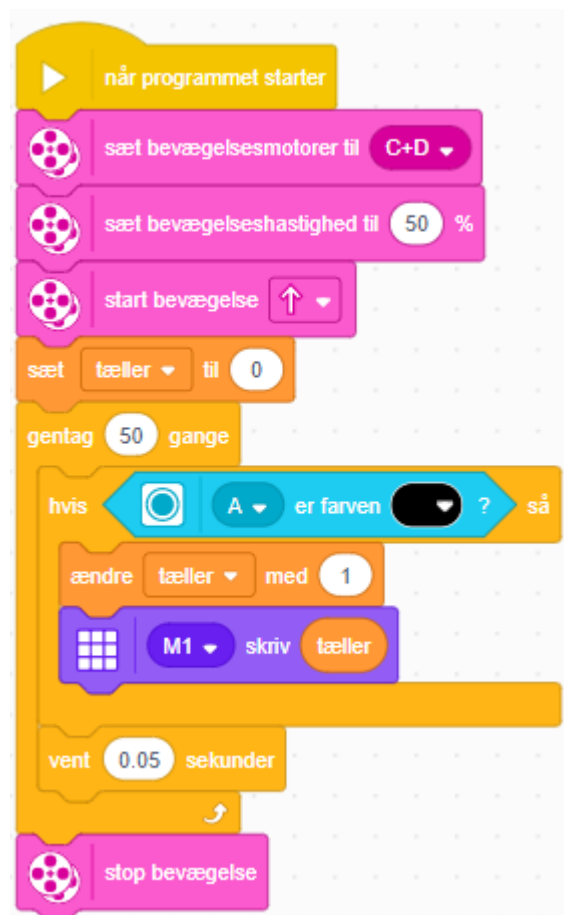 når programmet starter
sæt bevægelsesmotorer til C+D
sæt bevægelseshastighed til 50 %
start bevægelse
sæt tæller til 0
gentag 50 gange
hvis A er farven ? så
ændre tæller med 1
M1 skriv tæller
vent 0.05 sekunder
stop bevægelse